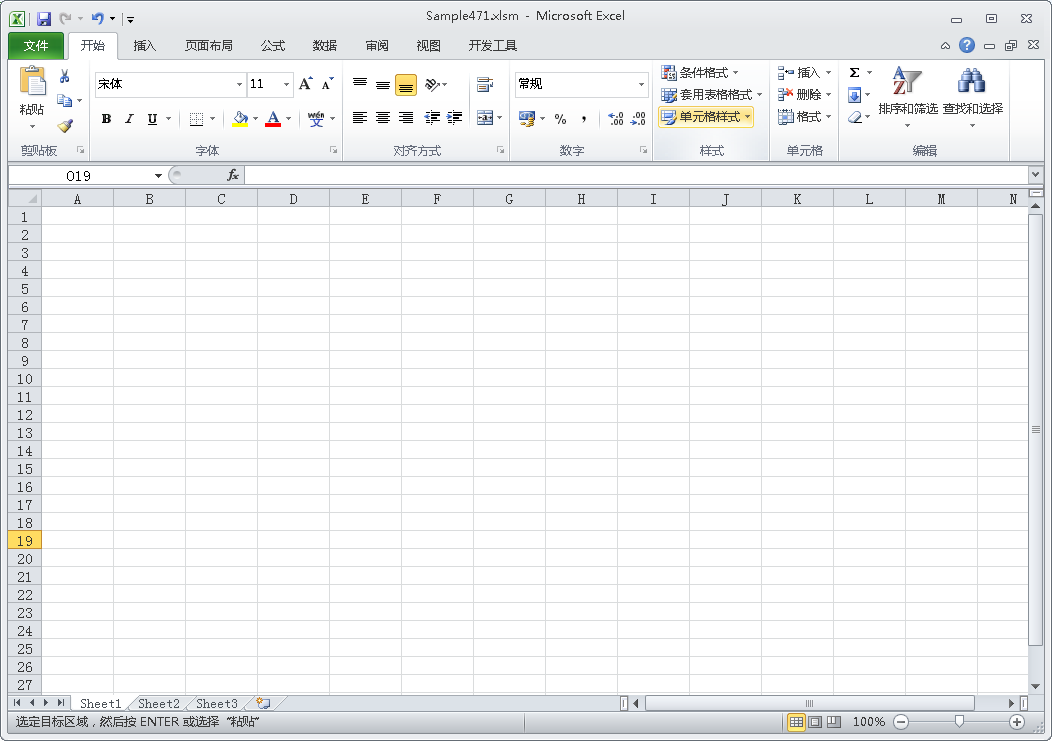 Sample471.xlsm - Microsoft Excel
文件 开始 插入 页面布局 公式 数据 审阅 视图 开发工具
宋体 11 常规 条件格式 插入 Σ
粘贴 套用表格格式 删除 排序和筛选 查找和选择
B I U A wén 文 % , 单元格样式 格式
剪贴板 字体 对齐方式 数字 样式 单元格 编辑
O19 fx
A B C D E F G H I J K L M N
1
2
3
4
5
6
7
8
9
10
11
12
13
14
15
16
17
18
19
20
21
22
23
24
25
26
27
Sheet1 Sheet2 Sheet3
选定目标区域，然后按 ENTER 或选择 “粘贴” 100%